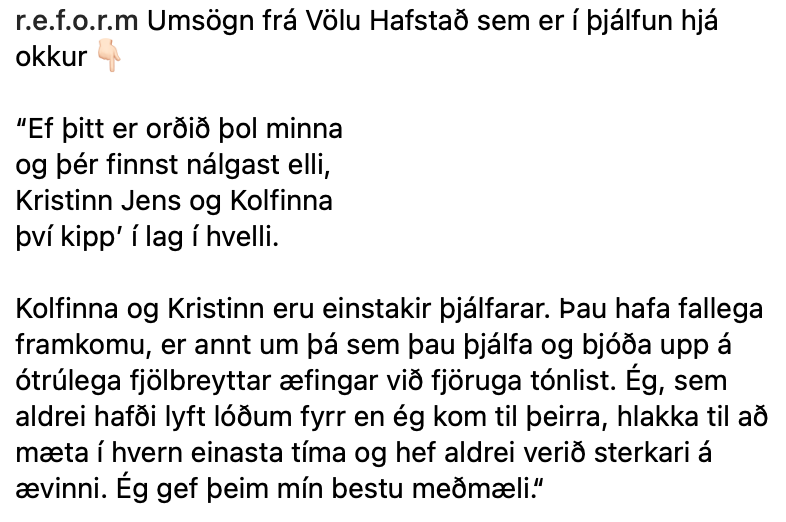 r.e.f.o.r.m Umsögn frá Völu Hafstað sem er í þjálfun hjá
okkur 👇🏻
“Ef þitt er orðið þol minna
og þér finnst nálgast elli,
Kristinn Jens og Kolfinna
því kipp’ í lag í hvelli.
Kolfinna og Kristinn eru einstakir þjálfarar. Þau hafa fallega
framkomu, er annt um þá sem þau þjálfa og bjóða upp á
ótrúlega fjölbreyttar æfingar við fjöruga tónlist. Ég, sem
aldrei hafði lyft lóðum fyrr en ég kom til þeirra, hlakka til að
mæta í hvern einasta tíma og hef aldrei verið sterkari á
ævinni. Ég gef þeim mín bestu meðmæli.“